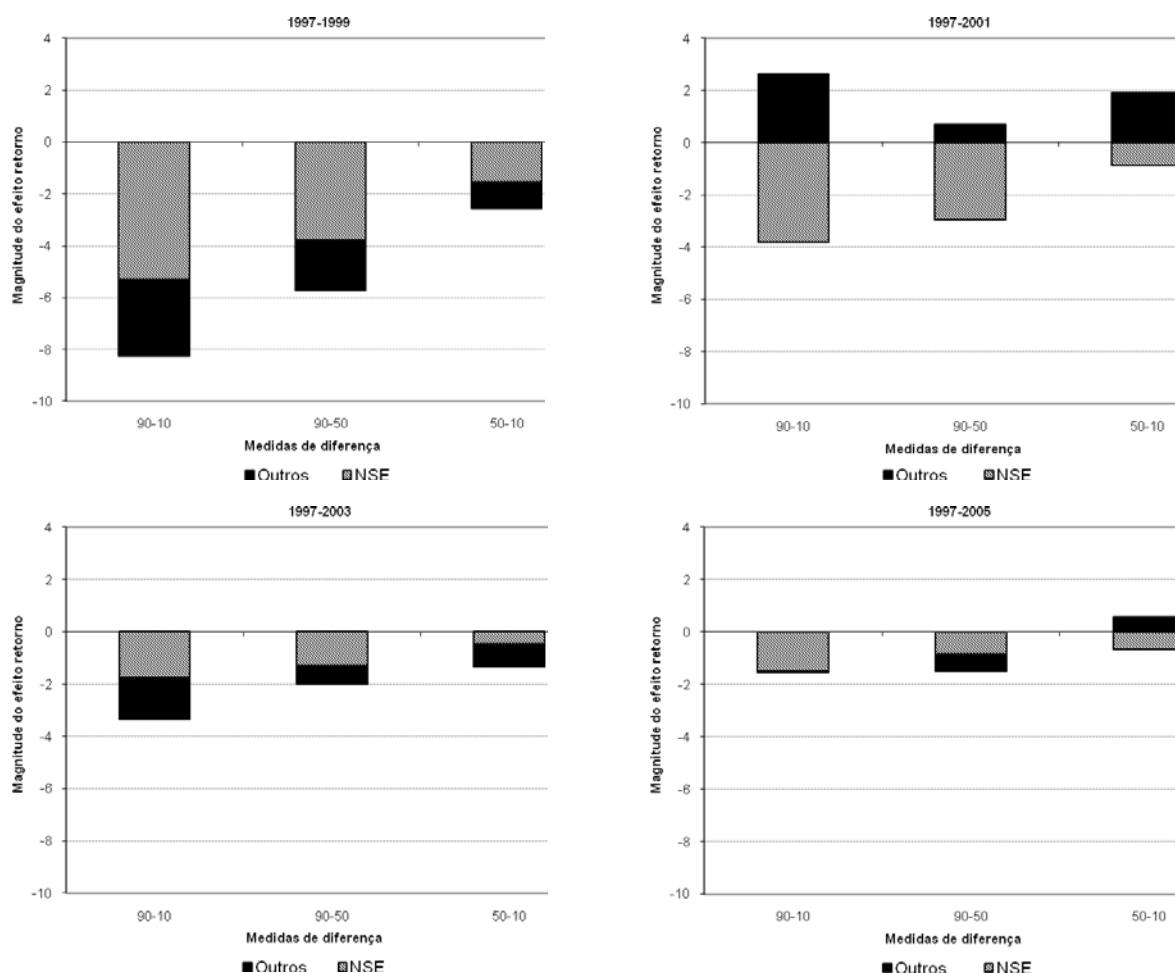 1997-1999
4
2
0
-2
-4
-6
-8
-10
Magnitude do efeito retorno
90-10 90-50 50-10
Medidas de diferença
Outros NSE
1997-2001
4
2
0
-2
-4
-6
-8
-10
Magnitude do efeito retorno
90-10 90-50 50-10
Medidas de diferença
Outros NSE
1997-2003
4
2
0
-2
-4
-6
-8
-10
Magnitude do efeito retorno
90-10 90-50 50-10
Medidas de diferença
Outros NSE
1997-2005
4
2
0
-2
-4
-6
-8
-10
Magnitude do efeito retorno
90-10 90-50 50-10
Medidas de diferença
Outros NSE